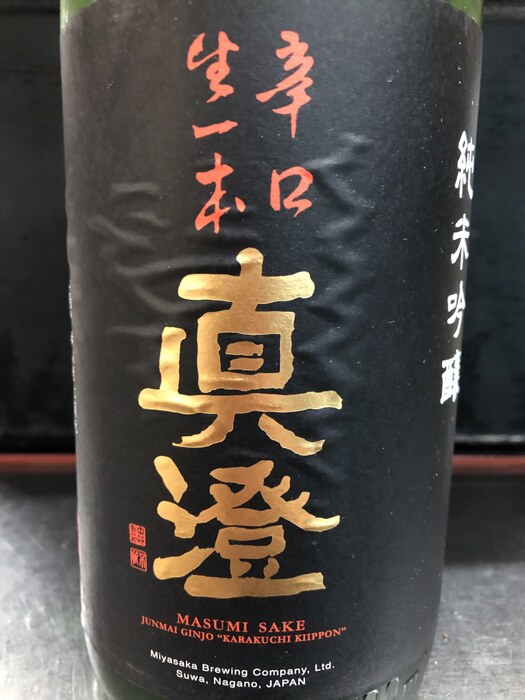 辛口
生一本
純米吟醸
真澄
MASUMI SAKE
JUNMAI GINJO "KARAKUCHI KIIPPON"
Miyasaka Brewing Company, Ltd.
Suwa, Nagano, JAPAN